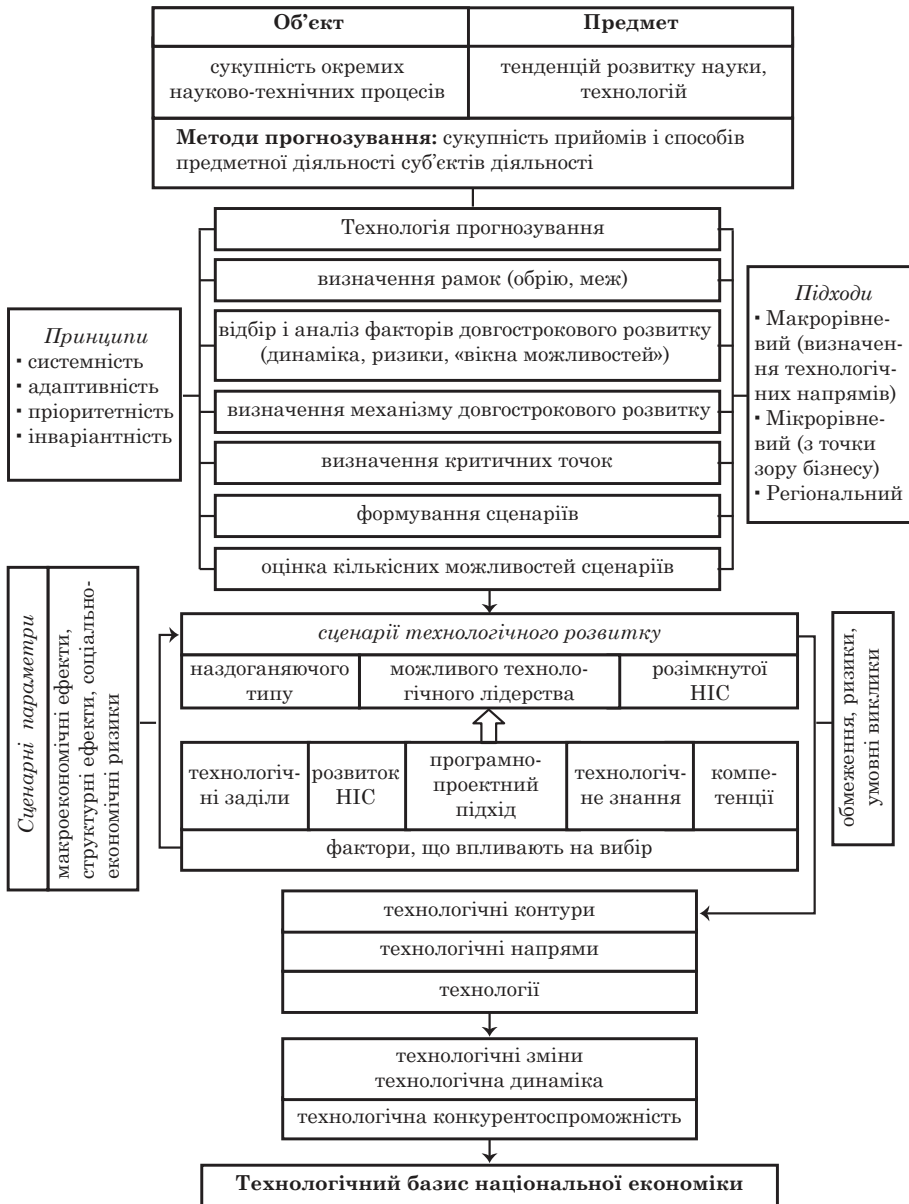 Об’єкт
Предмет
сукупність окремих
науково-технічних процесів
тенденцій розвитку науки,
технологій
Методи прогнозування: сукупність прийомів і способів
предметної діяльності суб’єктів діяльності
Технологія прогнозування
визначення рамок (обрію, меж)
відбір і аналіз факторів довгострокового розвитку
(динаміка, ризики, «вікна можливостей»)
визначення механізму довгострокового розвитку
визначення критичних точок
формування сценаріїв
оцінка кількісних можливостей сценаріїв
Принципи
▪ системність
▪ адаптивність
▪ пріоритетність
▪ інваріантність
Підходи
▪ Макрорівне-
вий (визначен-
ня технологіч-
них напрямів)
▪ Мікрорівне-
вий (з точки
зору бізнесу)
▪ Регіональний
Сценарні параметри
макроекономічні ефекти,
структурні ефекти, соціально-
економічні ризики
сценарії технологічного розвитку
наздоганяючого
типу
можливого техноло-
гічного лідерства
розімкнутої
НІС
технологіч-
ні заділи
розвиток
НІС
програмно-
проектний
підхід
технологіч-
не знання
компе-
тенції
фактори, що впливають на вибір
обмеження, ризики,
умовні виклики
технологічні контури
технологічні напрями
технології
технологічні зміни
технологічна динаміка
технологічна конкурентоспроможність
Технологічний базис національної економіки